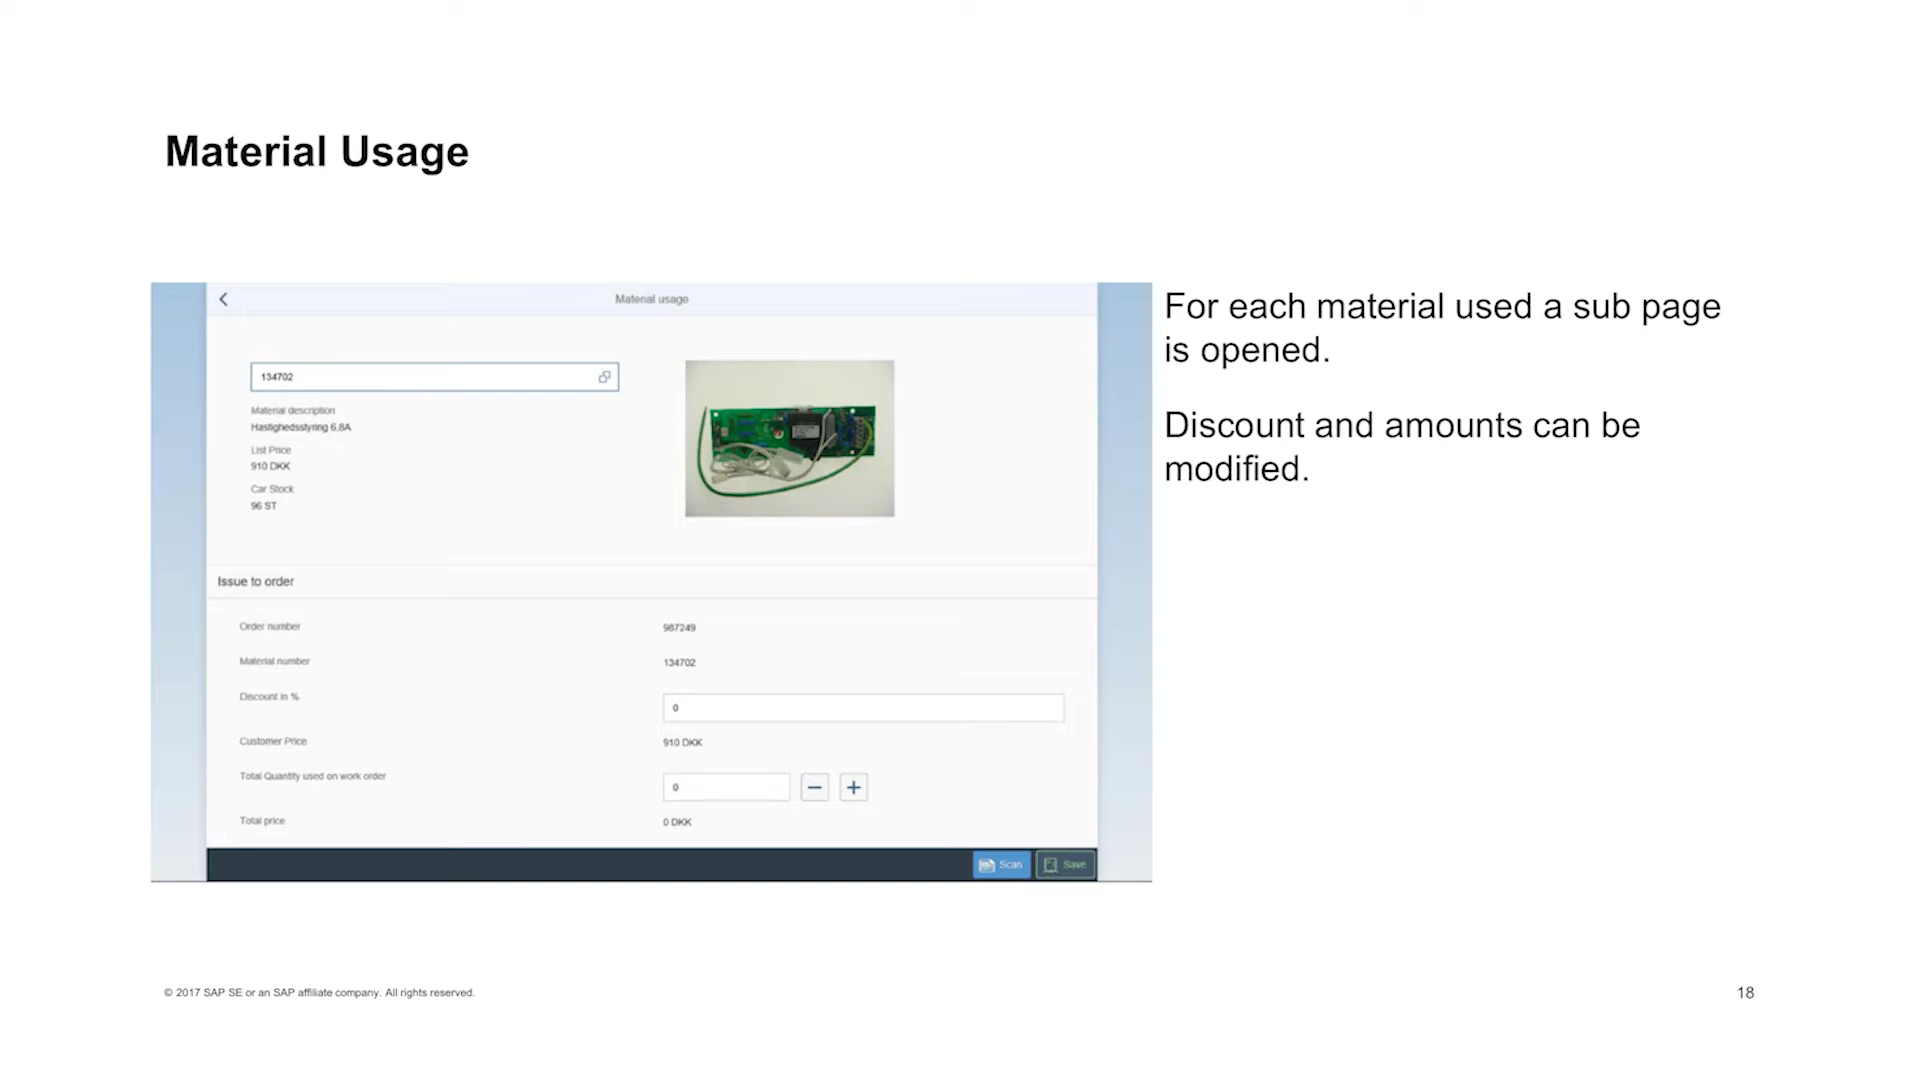 Material Usage
Material usage
134702
Material description
Hastighedsstyring 6,8A
List Price
910 DKK
Car Stock
96 ST
For each material used a sub page
is opened.
Discount and amounts can be
modified.
Issue to order
Order number 987249
Material number 134702
Discount in % 0
Customer Price 910 DKK
Total Quantity used on work order 0
Total price 0 DKK
Scan Save
© 2017 SAP SE or an SAP affiliate company. All rights reserved. 18